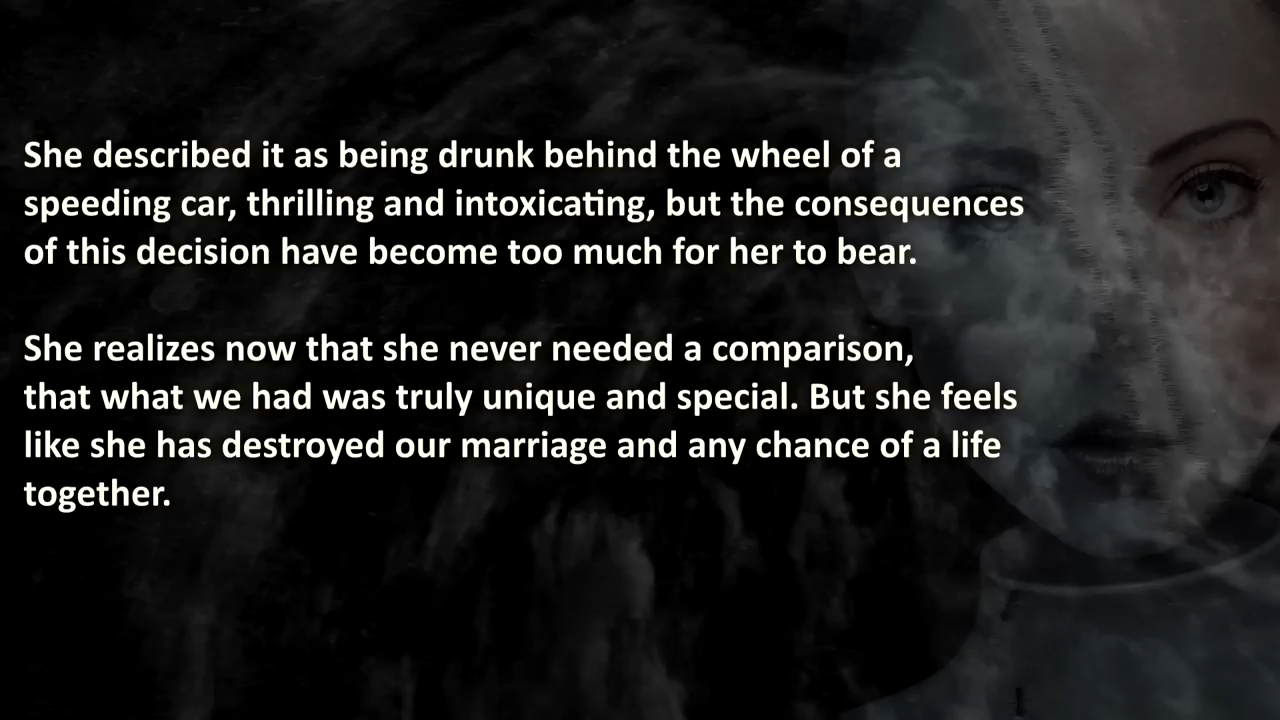 She described it as being drunk behind the wheel of a
speeding car, thrilling and intoxicating, but the consequences
of this decision have become too much for her to bear.
She realizes now that she never needed a comparison,
that what we had was truly unique and special. But she feels
like she has destroyed our marriage and any chance of a life
together.